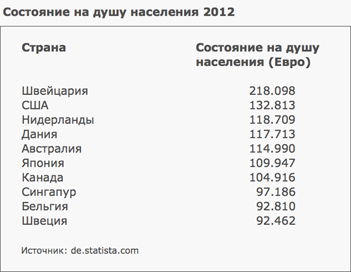 Состояние на душу населения 2012
Страна Состояние на душу
населения (Евро)
Швейцария 218.098
США 132.813
Нидерланды 118.709
Дания 117.713
Австралия 114.990
Япония 109.947
Канада 104.916
Сингапур 97.186
Бельгия 92.810
Швеция 92.462
Источник: de.statista.com